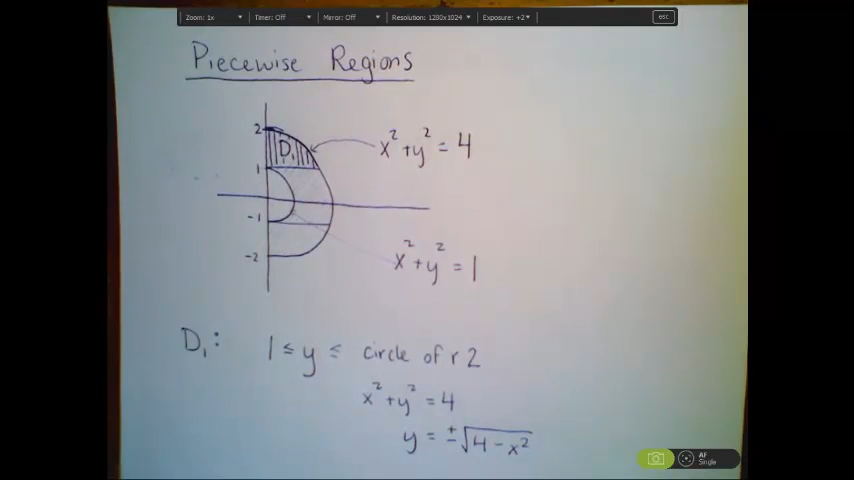 Zoom: 1x Timer: Off Mirror: Off Resolution: 1280x1024 Exposure: +2 esc
Piecewise Regions
2
D₁ x² + y² = 4
1
-1
x² + y² = 1
-2
D₁: 1 ≤ y ≤ circle of r 2
x² + y² = 4
y = ±√4 - x²
AF
Single